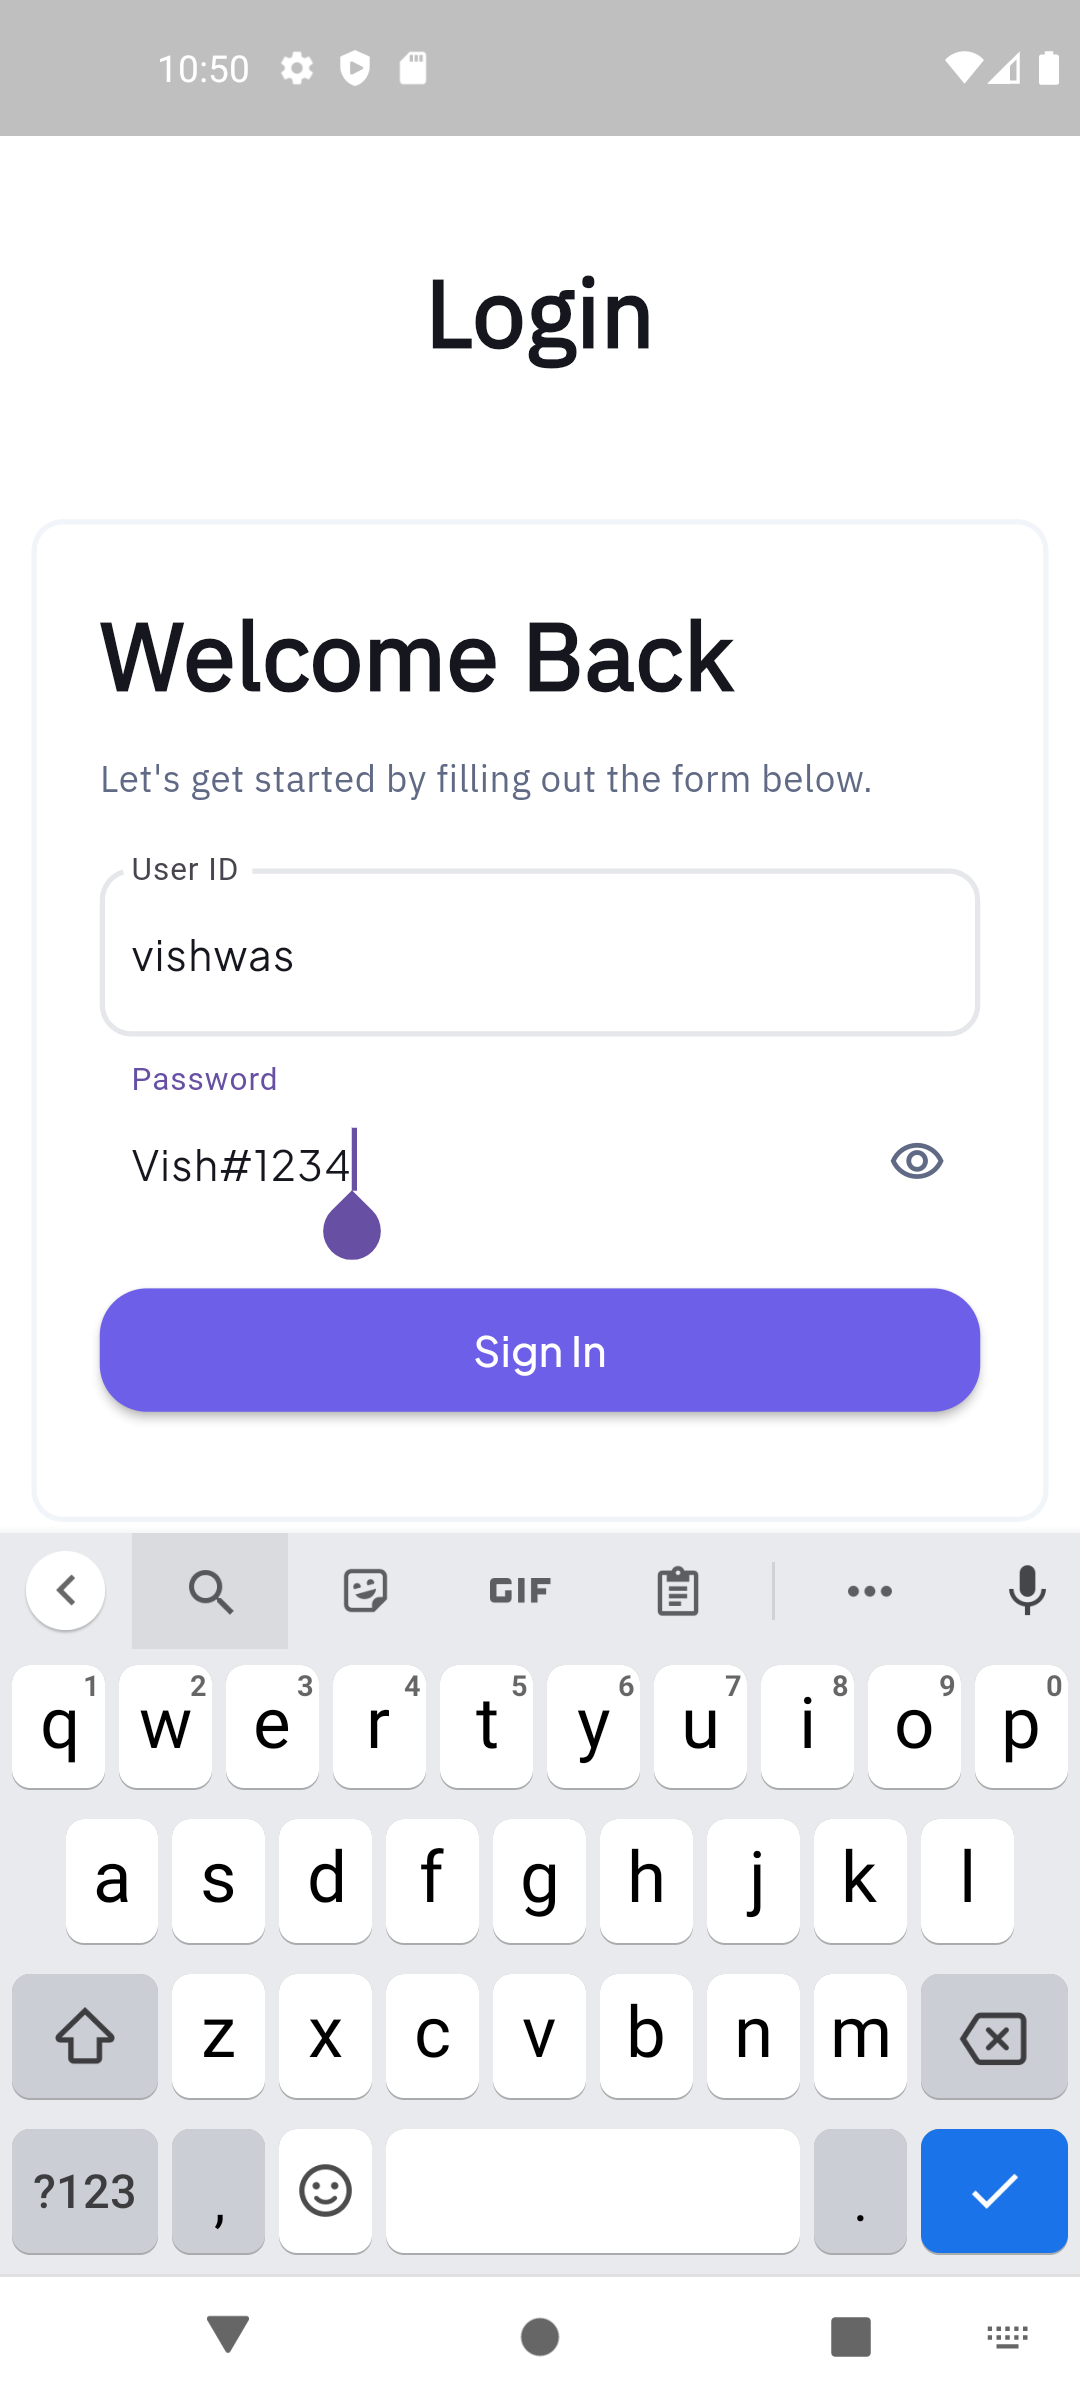 10:50
Login
Welcome Back
Let's get started by filling out the form below.
User ID
vishwas
Password
Vish#1234
Sign In
GIF
q1 w2 e3 r4 t5 y6 u7 i8 o9 p0
a s d f g h j k l
z x c v b n m
?123 , .